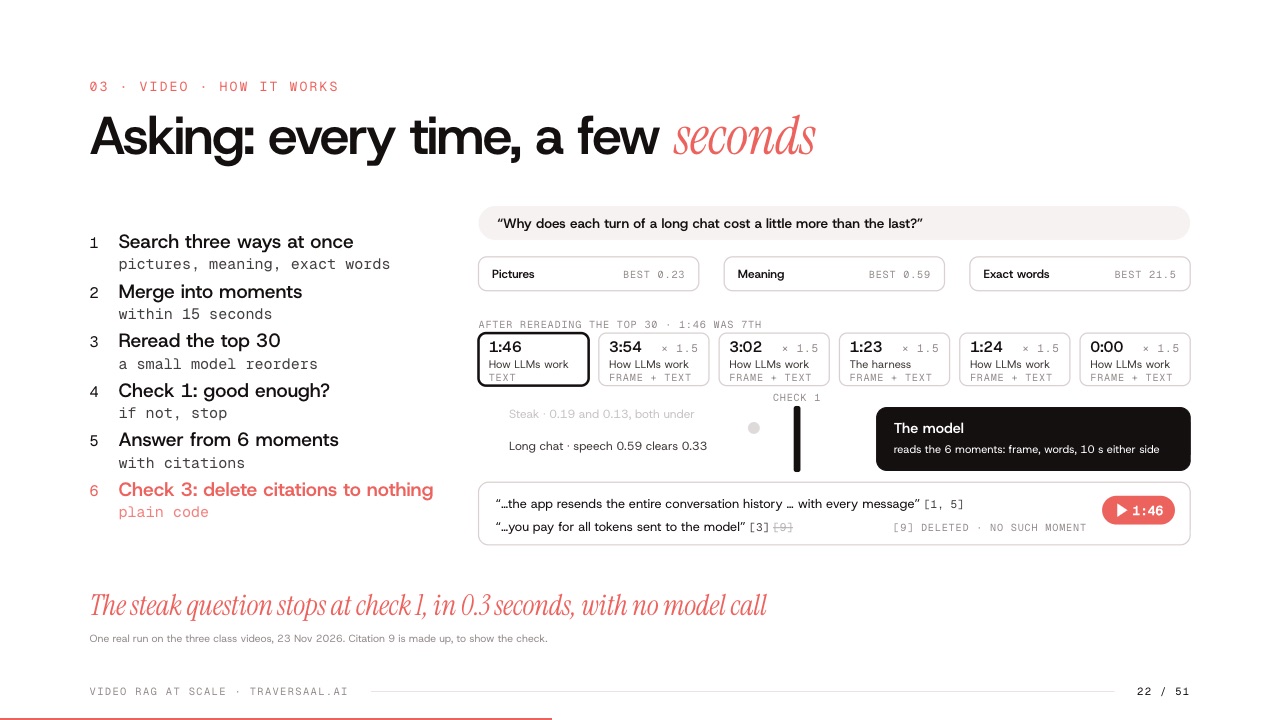 03 · VIDEO · HOW IT WORKS
Asking: every time, a few seconds
1 Search three ways at once
pictures, meaning, exact words
2 Merge into moments
within 15 seconds
3 Reread the top 30
a small model reorders
4 Check 1: good enough?
if not, stop
5 Answer from 6 moments
with citations
6 Check 3: delete citations to nothing
plain code
“Why does each turn of a long chat cost a little more than the last?”
Pictures BEST 0.23
Meaning BEST 0.59
Exact words BEST 21.5
AFTER REREADING THE TOP 30 · 1:46 WAS 7TH
1:46
How LLMs work
TEXT
3:54 × 1.5
How LLMs work
FRAME + TEXT
3:02 × 1.5
How LLMs work
FRAME + TEXT
1:23 × 1.5
The harness
FRAME + TEXT
1:24 × 1.5
How LLMs work
FRAME + TEXT
0:00 × 1.5
How LLMs work
FRAME + TEXT
CHECK 1
Steak · 0.19 and 0.13, both under
Long chat · speech 0.59 clears 0.33
The model
reads the 6 moments: frame, words, 10 s either side
“…the app resends the entire conversation history … with every message” [1, 5]
“…you pay for all tokens sent to the model” [3] [9]
[9] DELETED · NO SUCH MOMENT
1:46
The steak question stops at check 1, in 0.3 seconds, with no model call
One real run on the three class videos, 23 Nov 2026. Citation 9 is made up, to show the check.
VIDEO RAG AT SCALE · TRAVERSAAL.AI
22 / 51